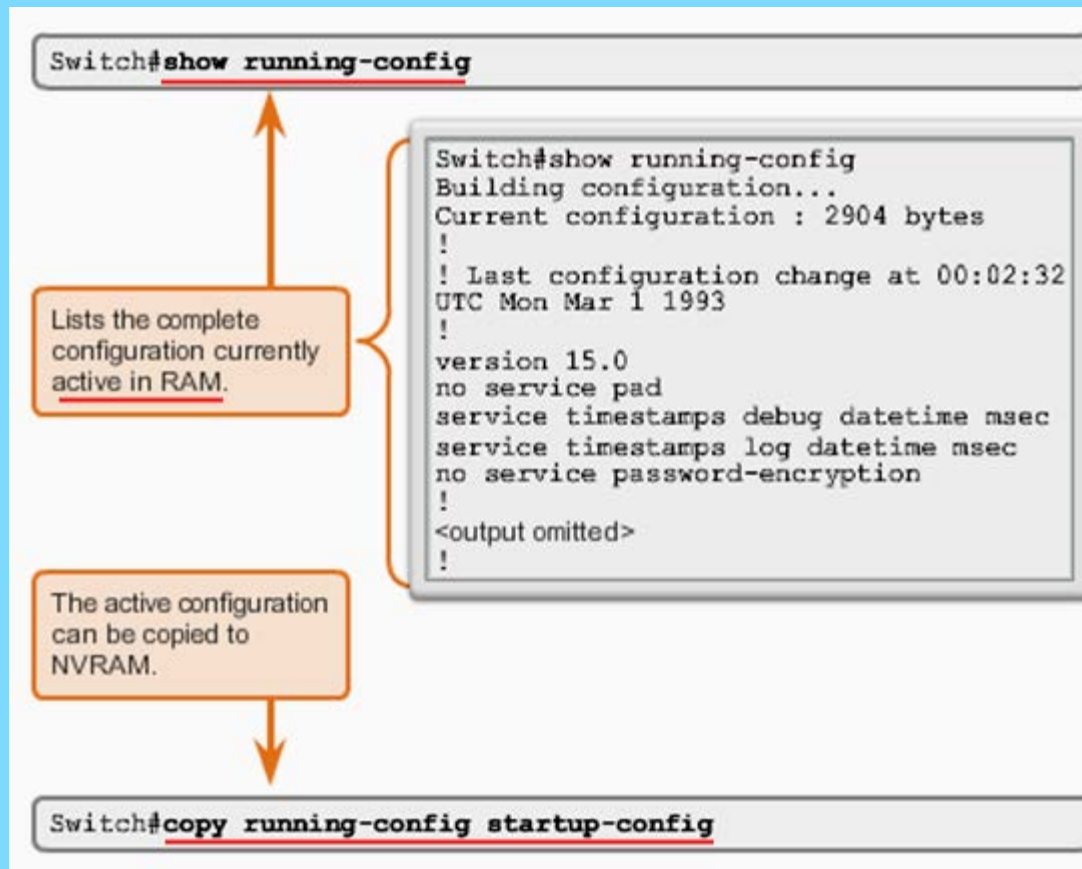 Switch#show running-config
Switch#show running-config
Building configuration...
Current configuration : 2904 bytes
!
! Last configuration change at 00:02:32
UTC Mon Mar 1 1993
!
version 15.0
no service pad
service timestamps debug datetime msec
service timestamps log datetime msec
no service password-encryption
!
<output omitted>
!
Lists the complete
configuration currently
active in RAM.
The active configuration
can be copied to
NVRAM.
Switch#copy running-config startup-config